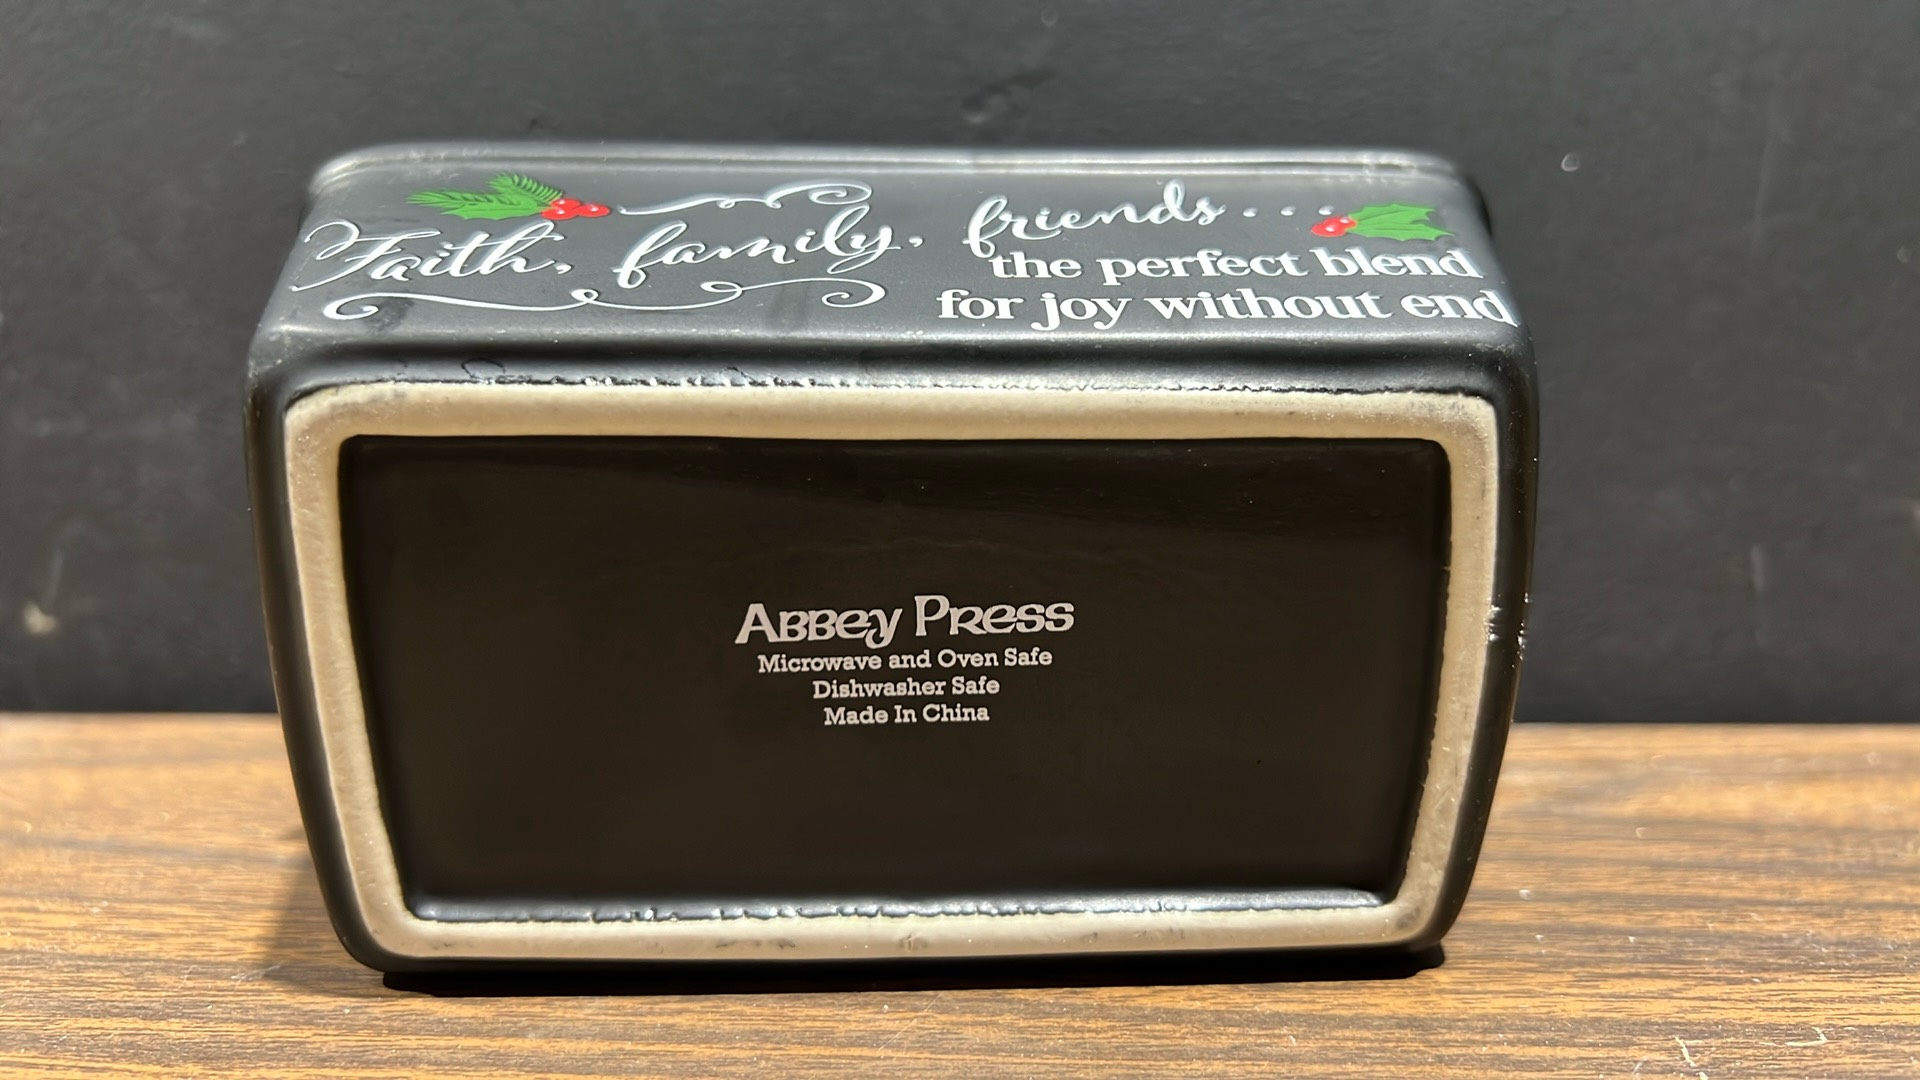 Faith, family, friends....
the perfect blend
for joy without end
Abbey Press
Microwave and Oven Safe
Dishwasher Safe
Made In China